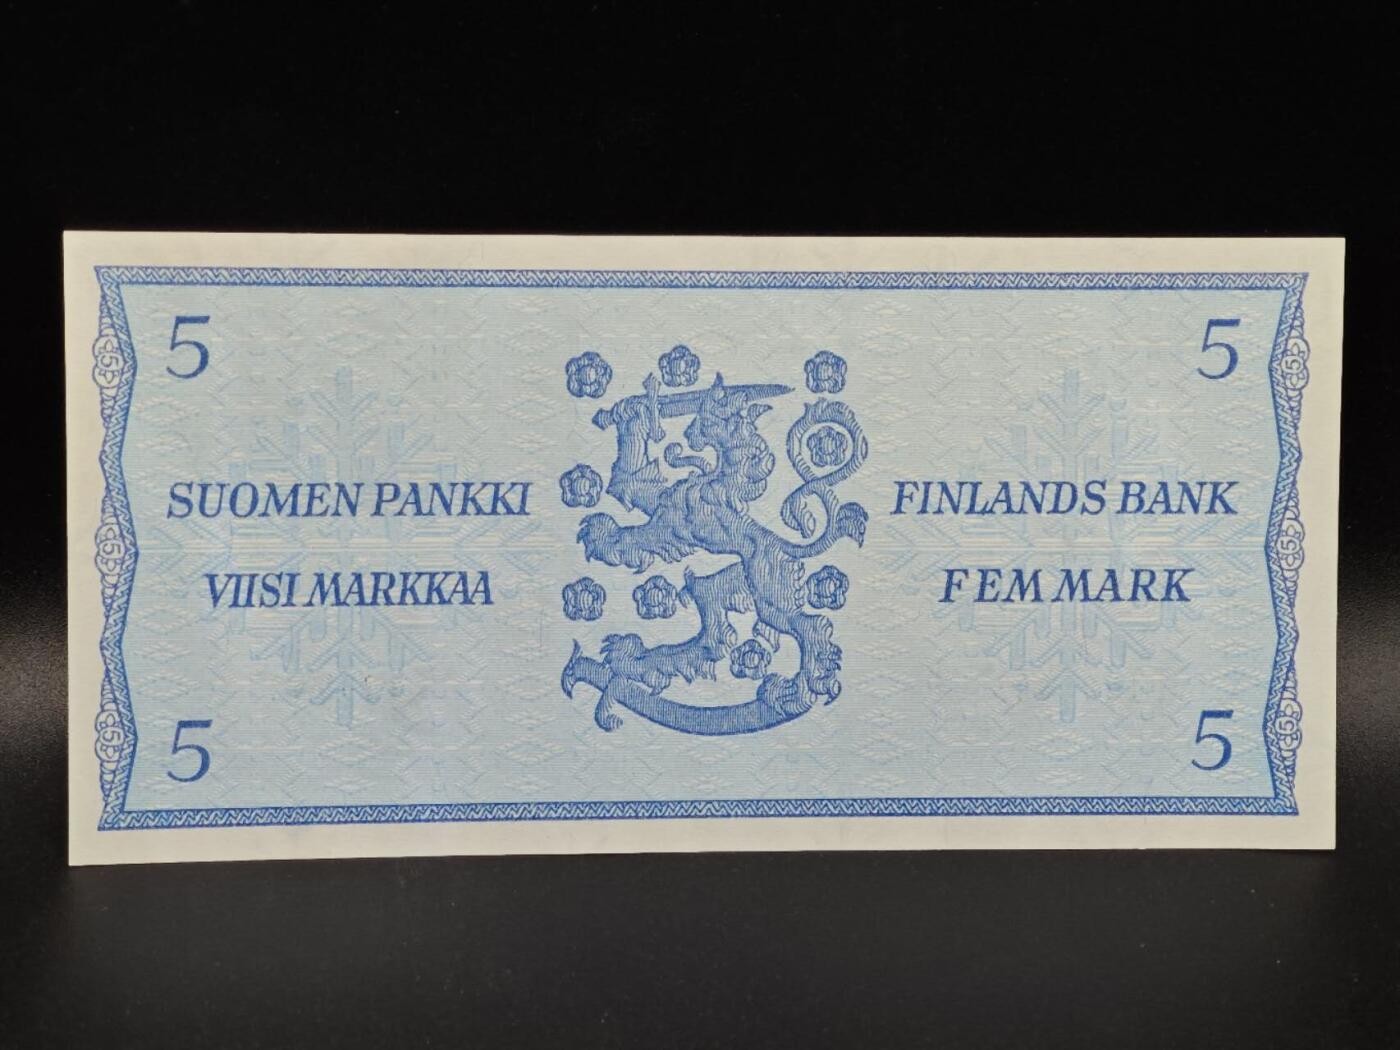 5 5
SUOMEN PANKKI FINLANDS BANK
VIISI MARKKAA FEM MARK
5 5